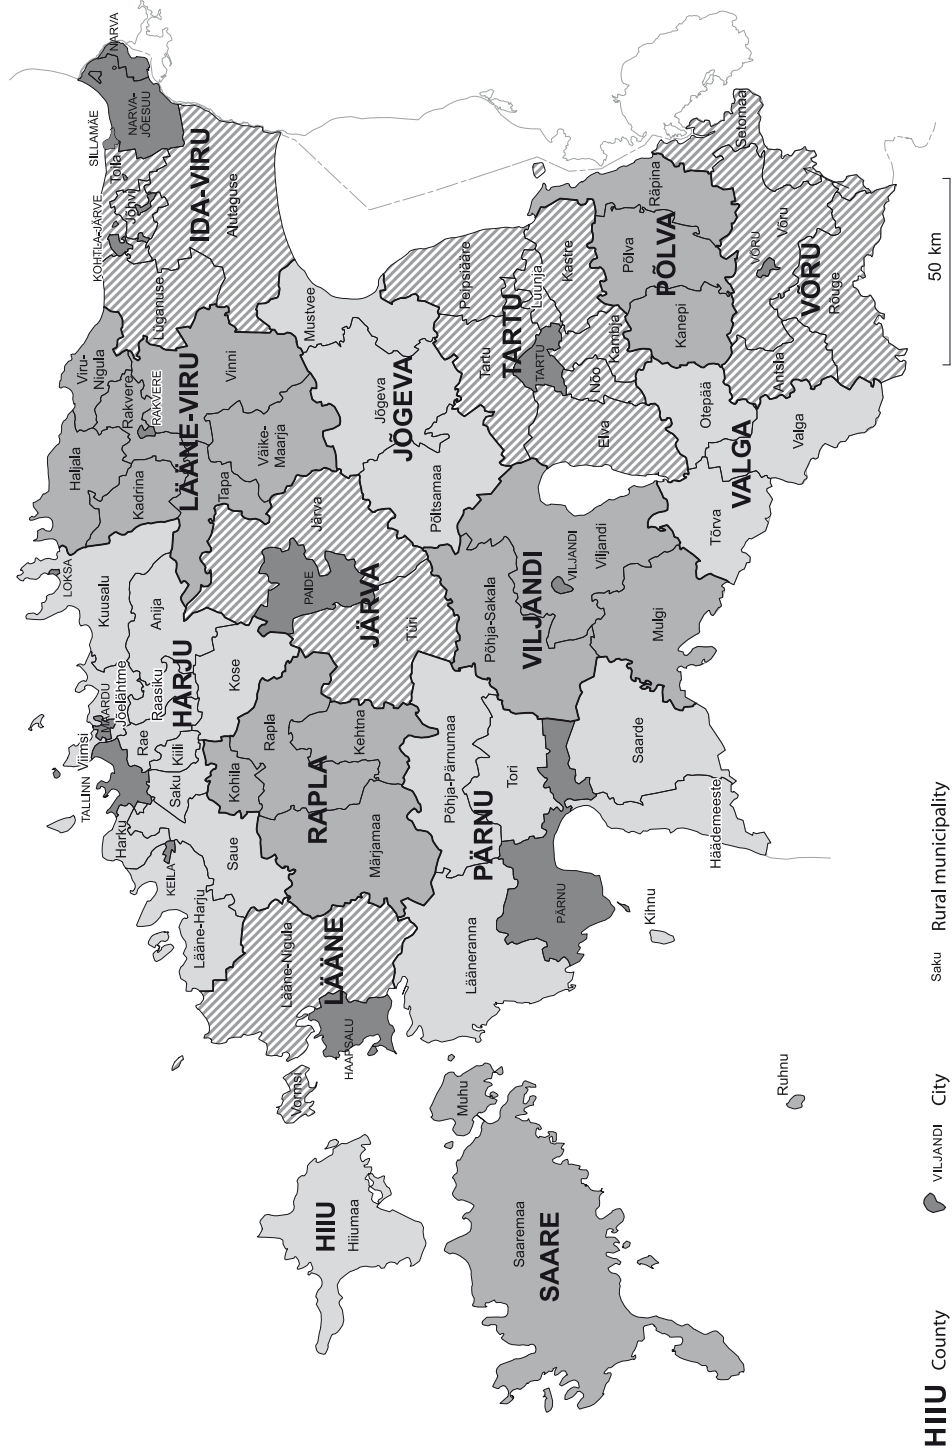 HIIU
Hiiumaa
SAARE
Saaremaa
Muhu
Ruhnu
Vormsi
LÄÄNE
Lääne-Nigula
HAAPSALU
HARJU
TALLINN
Viimsi
MAARDU
Jõelähtme
LOKSA
Kuusalu
Anija
Raasiku
Rae
Kiili
Saku
Kose
Harku
KEILA
Saue
Lääne-Harju
RAPLA
Kohila
Rapla
Kehtna
Märjamaa
PÄRNU
Põhja-Pärnumaa
Tori
Lääneranna
PÄRNU
Kihnu
Häädemeeste
Saarde
JÄRVA
PAIDE
Järva
Türi
LÄÄNE-VIRU
Haljala
Kadrina
Rakvere
RAKVERE
Viru-
Nigula
Vinni
Väike-
Maarja
Tapa
IDA-VIRU
KOHTLA-JÄRVE
SILLAMÄE
NARVA
NARVA-
JÕESUU
Toila
Jõhvi
Lüganuse
Alutaguse
JÕGEVA
Mustvee
Jõgeva
Põltsamaa
VILJANDI
Põhja-Sakala
VILJANDI
Viljandi
Mulgi
TARTU
Peipsiääre
Tartu
TARTU
Luunja
Kastre
Kambja
Nõo
Elva
PÕLVA
Räpina
Põlva
Kanepi
VALGA
Otepää
Tõrva
Valga
VÕRU
VÕRU
Võru
Setomaa
Rõuge
Antsla
HIIU County
VILJANDI City
Saku Rural municipality
50 km